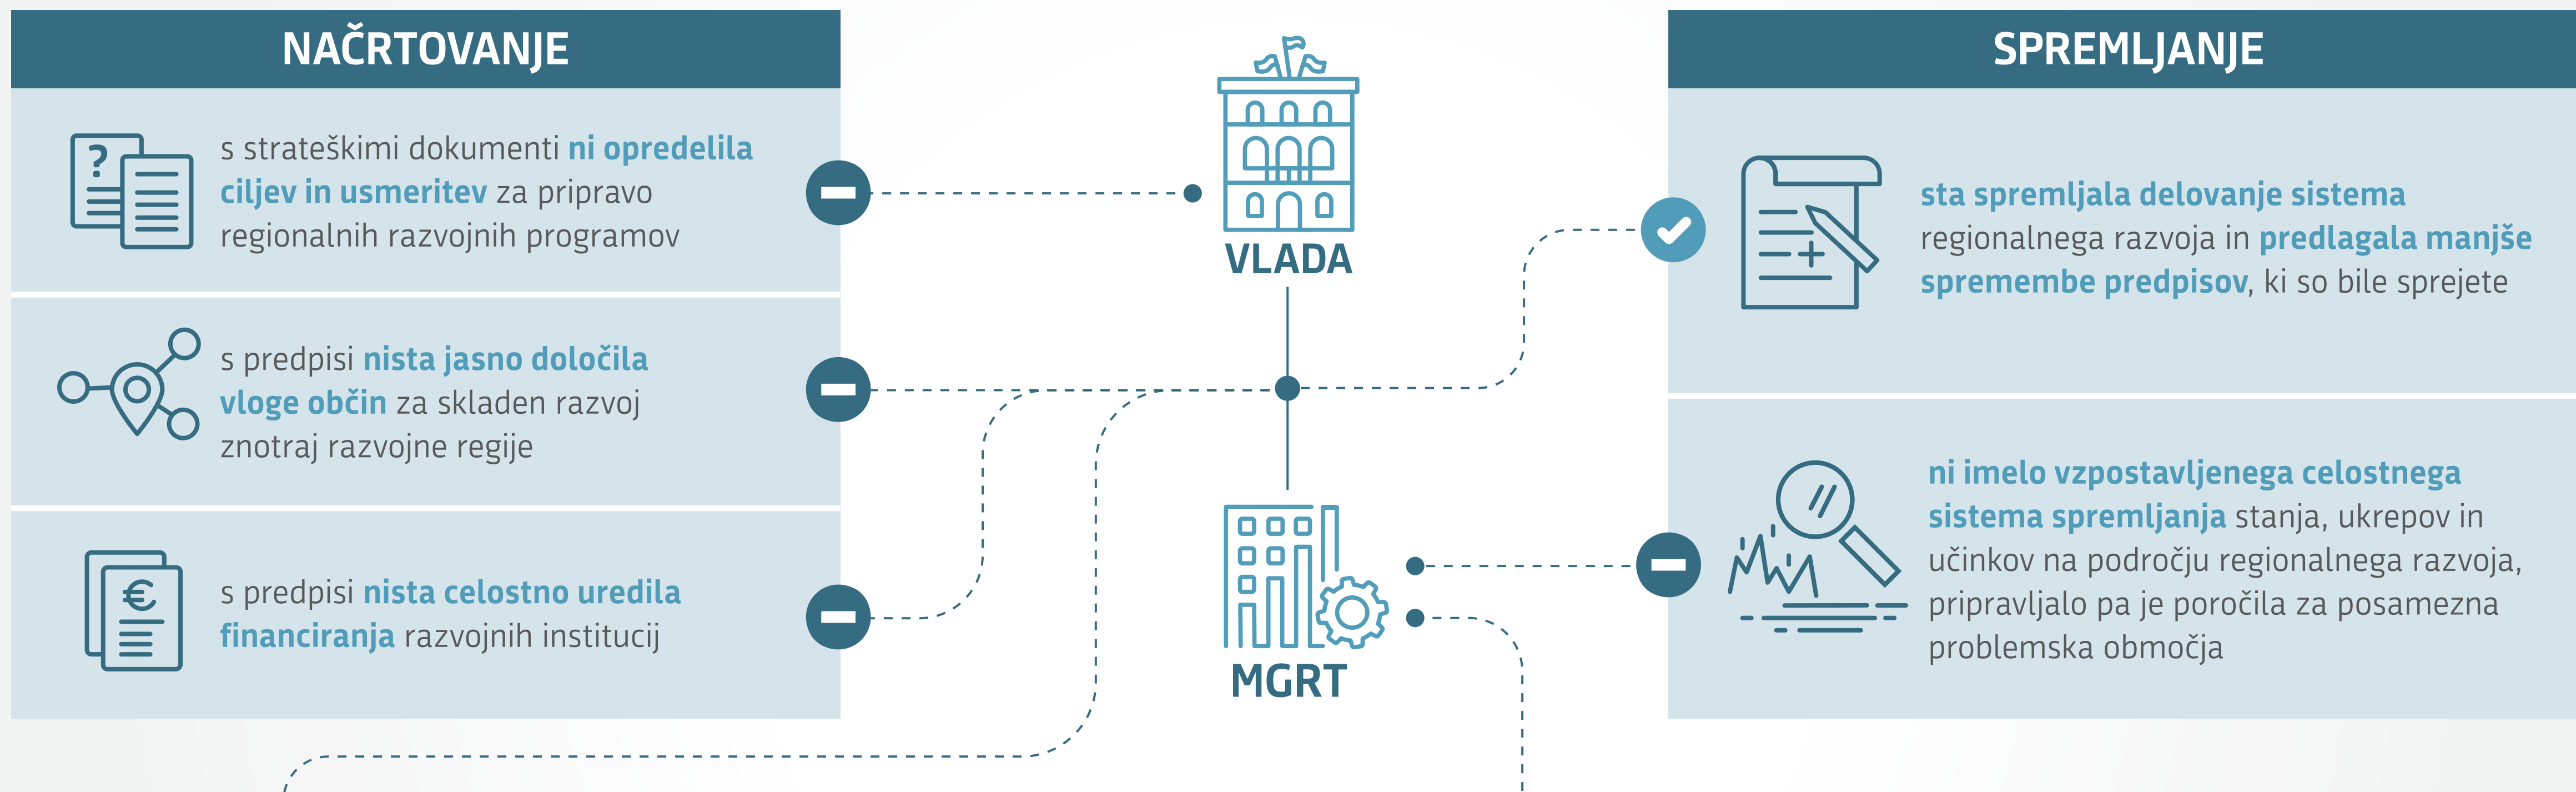 NAČRTOVANJE
s strateškimi dokumenti ni opredelila
ciljev in usmeritev za pripravo
regionalnih razvojnih programov
s predpisi nista jasno določila
vloge občin za skladen razvoj
znotraj razvojne regije
s predpisi nista celostno uredila
financiranja razvojnih institucij
VLADA
MGRT
SPREMLJANJE
sta spremljala delovanje sistema
regionalnega razvoja in predlagala manjše
spremembe predpisov, ki so bile sprejete
ni imelo vzpostavljenega celostnega
sistema spremljanja stanja, ukrepov in
učinkov na področju regionalnega razvoja,
pripravljalo pa je poročila za posamezna
problemska območja